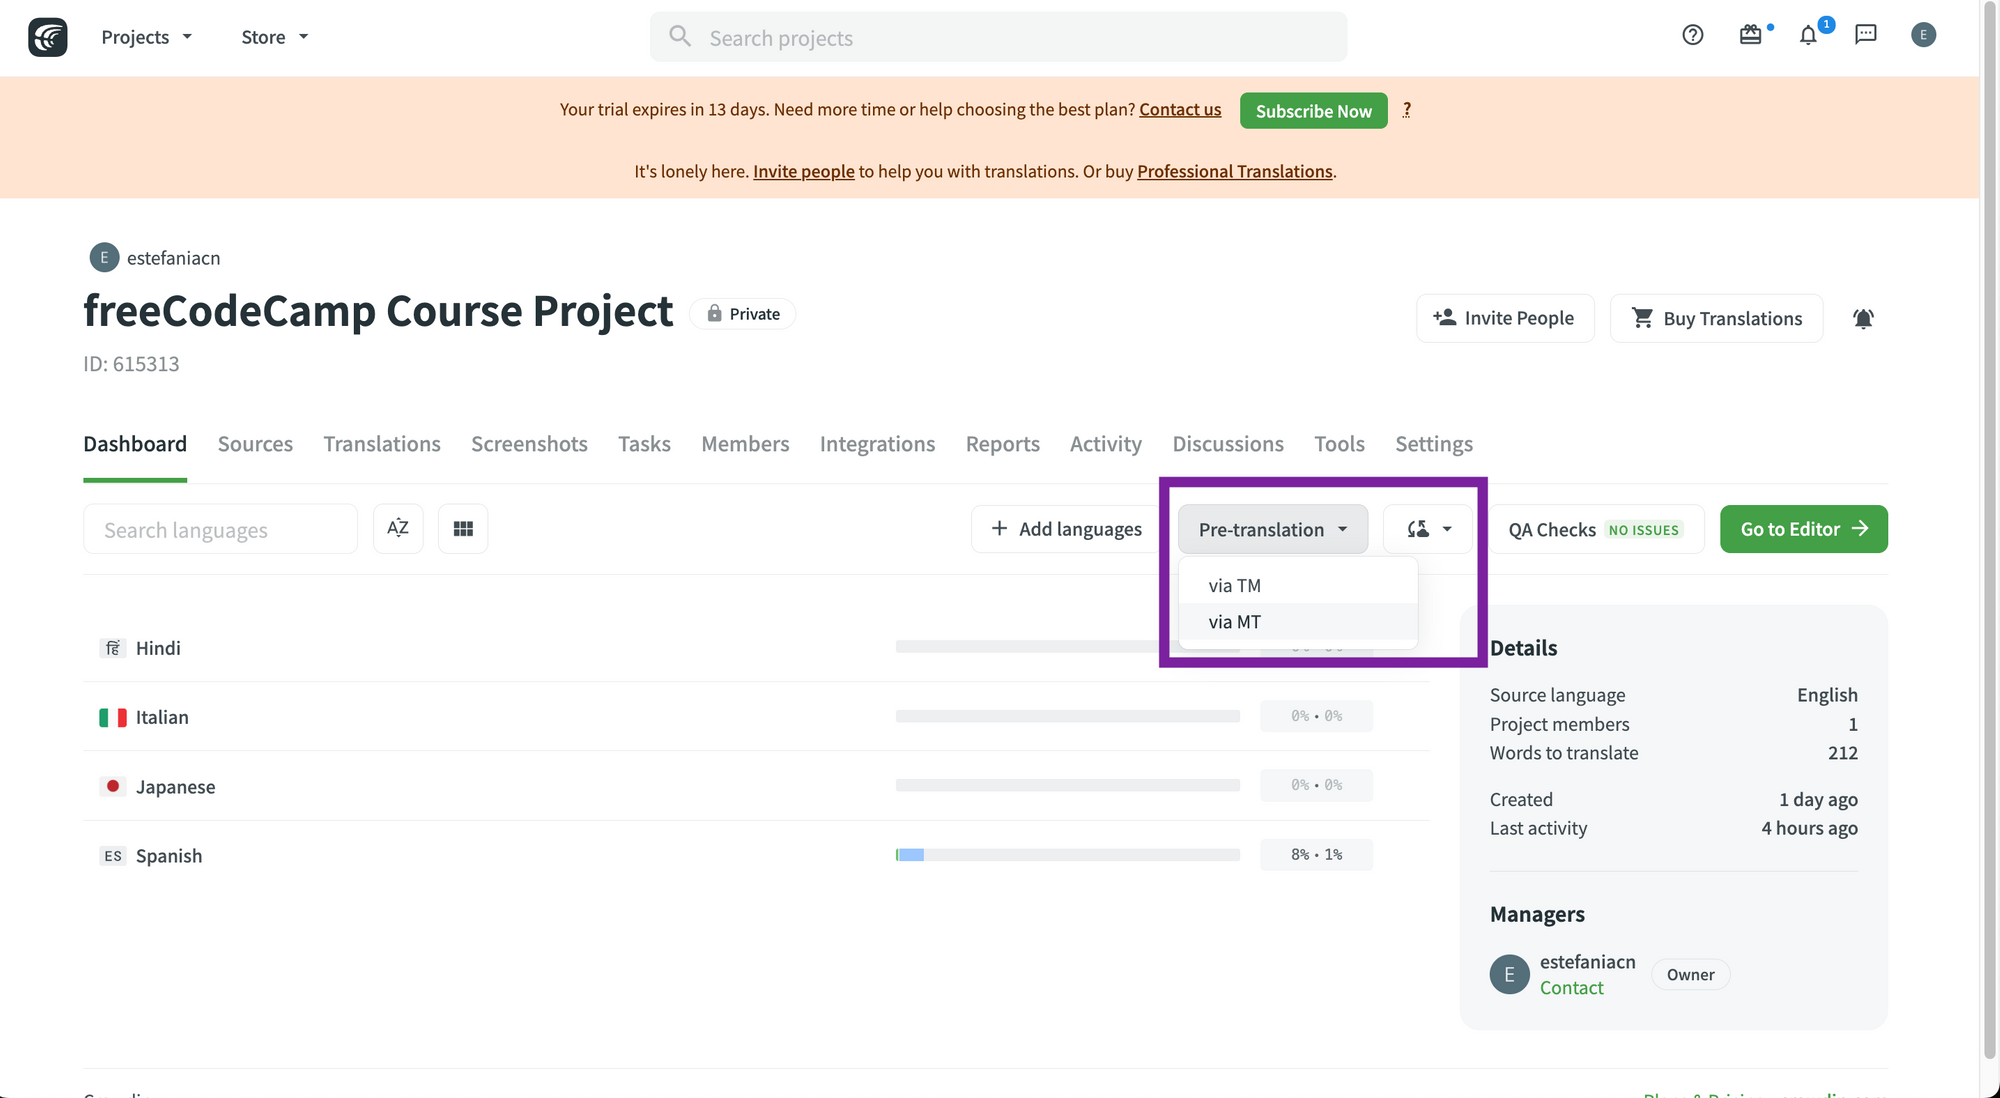 Projects
Store
Search projects
1
E
Your trial expires in 13 days. Need more time or help choosing the best plan? Contact us
Subscribe Now
?
It's lonely here. Invite people to help you with translations. Or buy Professional Translations.
E estefaniacn
freeCodeCamp Course Project
Private
ID: 615313
Invite People
Buy Translations
Dashboard
Sources
Translations
Screenshots
Tasks
Members
Integrations
Reports
Activity
Discussions
Tools
Settings
Search languages
AZ
+ Add languages
Pre-translation
QA Checks NO ISSUES
Go to Editor
via TM
via MT
हिं Hindi
Italian
0% • 0%
Japanese
0% • 0%
ES Spanish
8% • 1%
Details
Source language English
Project members 1
Words to translate 212
Created 1 day ago
Last activity 4 hours ago
Managers
E estefaniacn
Contact
Owner